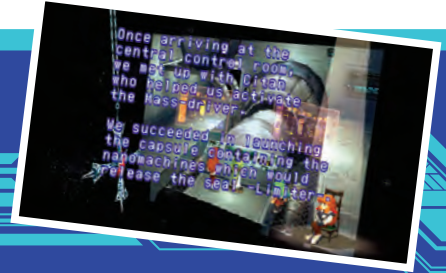 Once arriving at the
central control room,
we met up with Citan
who helped us activate
the Mass-driver.
We succeeded in launching
the capsule containing the
nanomachines which would
release the seal -Limiter-